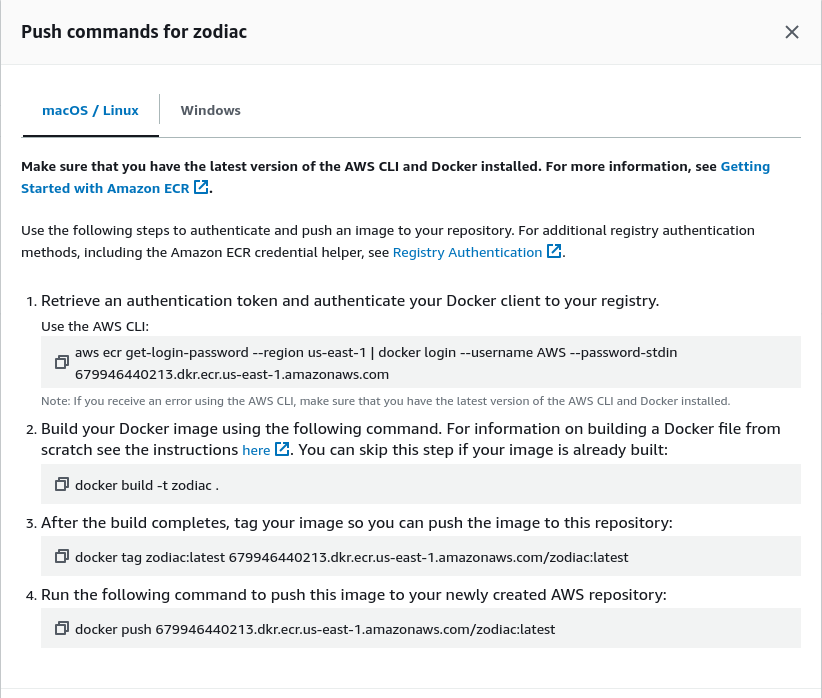 Push commands for zodiac
macOS / Linux
Windows
Make sure that you have the latest version of the AWS CLI and Docker installed. For more information, see Getting
Started with Amazon ECR.
Use the following steps to authenticate and push an image to your repository. For additional registry authentication
methods, including the Amazon ECR credential helper, see Registry Authentication.
1. Retrieve an authentication token and authenticate your Docker client to your registry.
Use the AWS CLI:
aws ecr get-login-password --region us-east-1 | docker login --username AWS --password-stdin
679946440213.dkr.ecr.us-east-1.amazonaws.com
Note: If you receive an error using the AWS CLI, make sure that you have the latest version of the AWS CLI and Docker installed.
2. Build your Docker image using the following command. For information on building a Docker file from
scratch see the instructions here. You can skip this step if your image is already built:
docker build -t zodiac .
3. After the build completes, tag your image so you can push the image to this repository:
docker tag zodiac:latest 679946440213.dkr.ecr.us-east-1.amazonaws.com/zodiac:latest
4. Run the following command to push this image to your newly created AWS repository:
docker push 679946440213.dkr.ecr.us-east-1.amazonaws.com/zodiac:latest